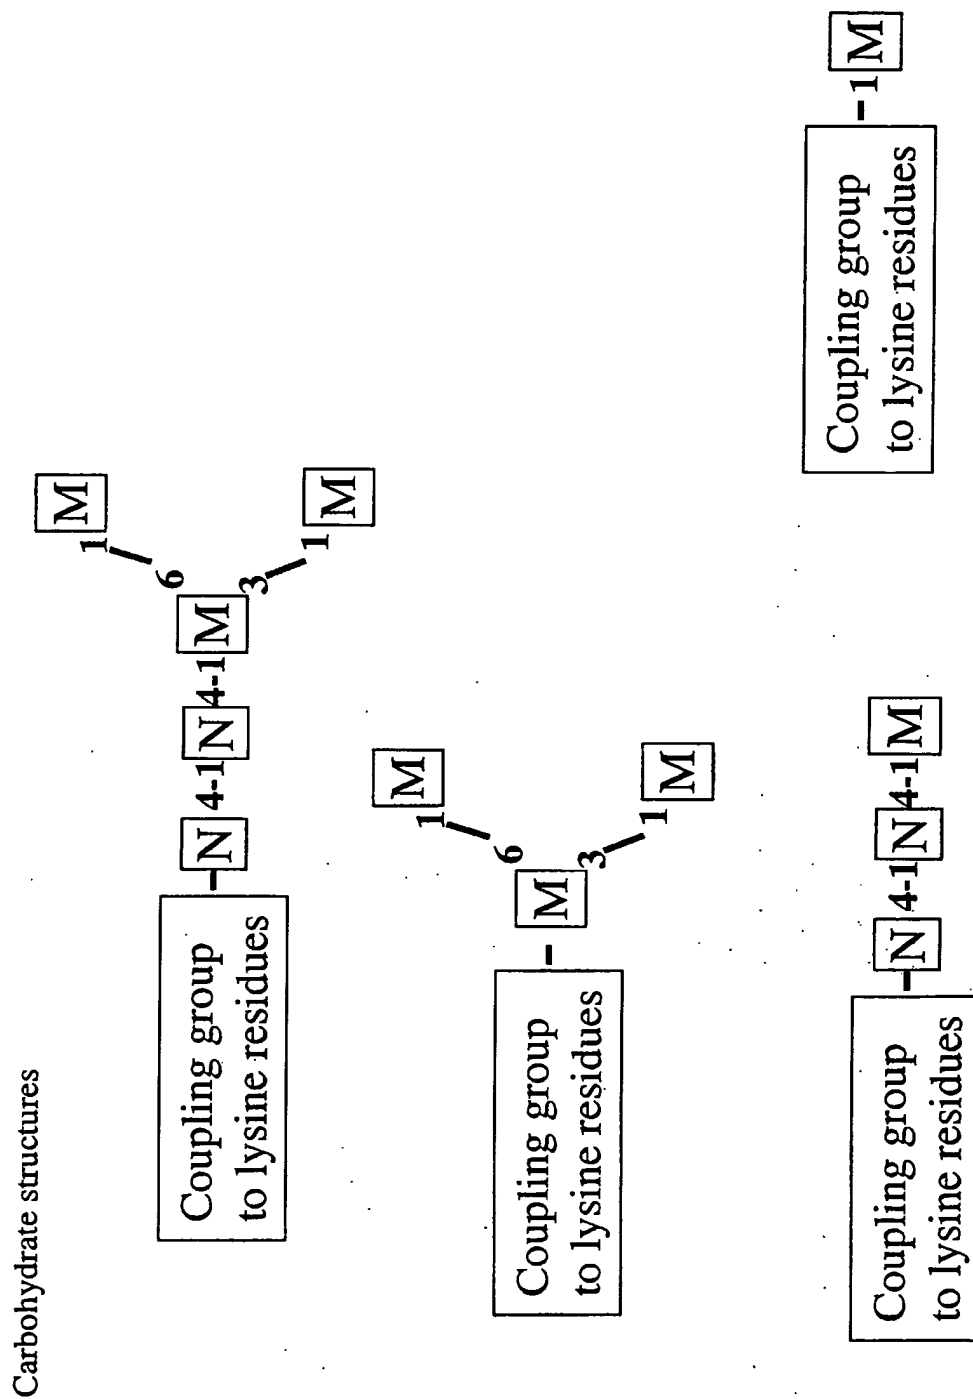 Carbohydrate structures
Coupling group
to lysine residues
N 4-1 N 4-1 M
6
1 M
3
1 M
Coupling group
to lysine residues
M
6
1 M
3
1 M
Coupling group
to lysine residues
N 4-1 N 4-1 M
Coupling group
to lysine residues
1 M